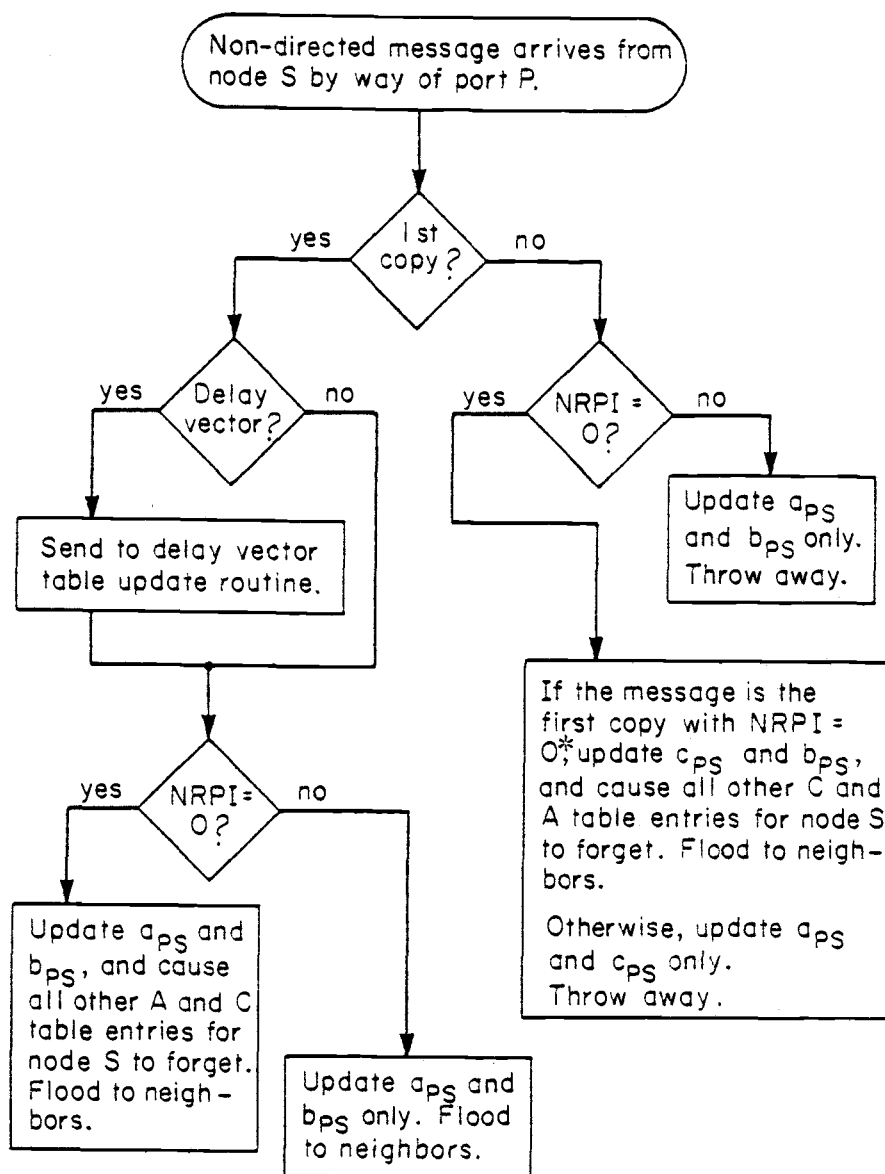 Non-directed message arrives from
node S by way of port P.
1st
copy?
yes
no
Delay
vector?
yes
no
NRPI =
0?
yes
no
Update aPS
and bPS only.
Throw away.
Send to delay vector
table update routine.
If the message is the
first copy with NRPI =
0*, update cPS and bPS,
and cause all other C and
A table entries for node S
to forget. Flood to neigh-
bors.
Otherwise, update aPS
and cPS only.
Throw away.
NRPI=
0?
yes
no
Update aPS and
bPS, and cause
all other A and C
table entries for
node S to forget.
Flood to neigh-
bors.
Update aPS and
bPS only. Flood
to neighbors.